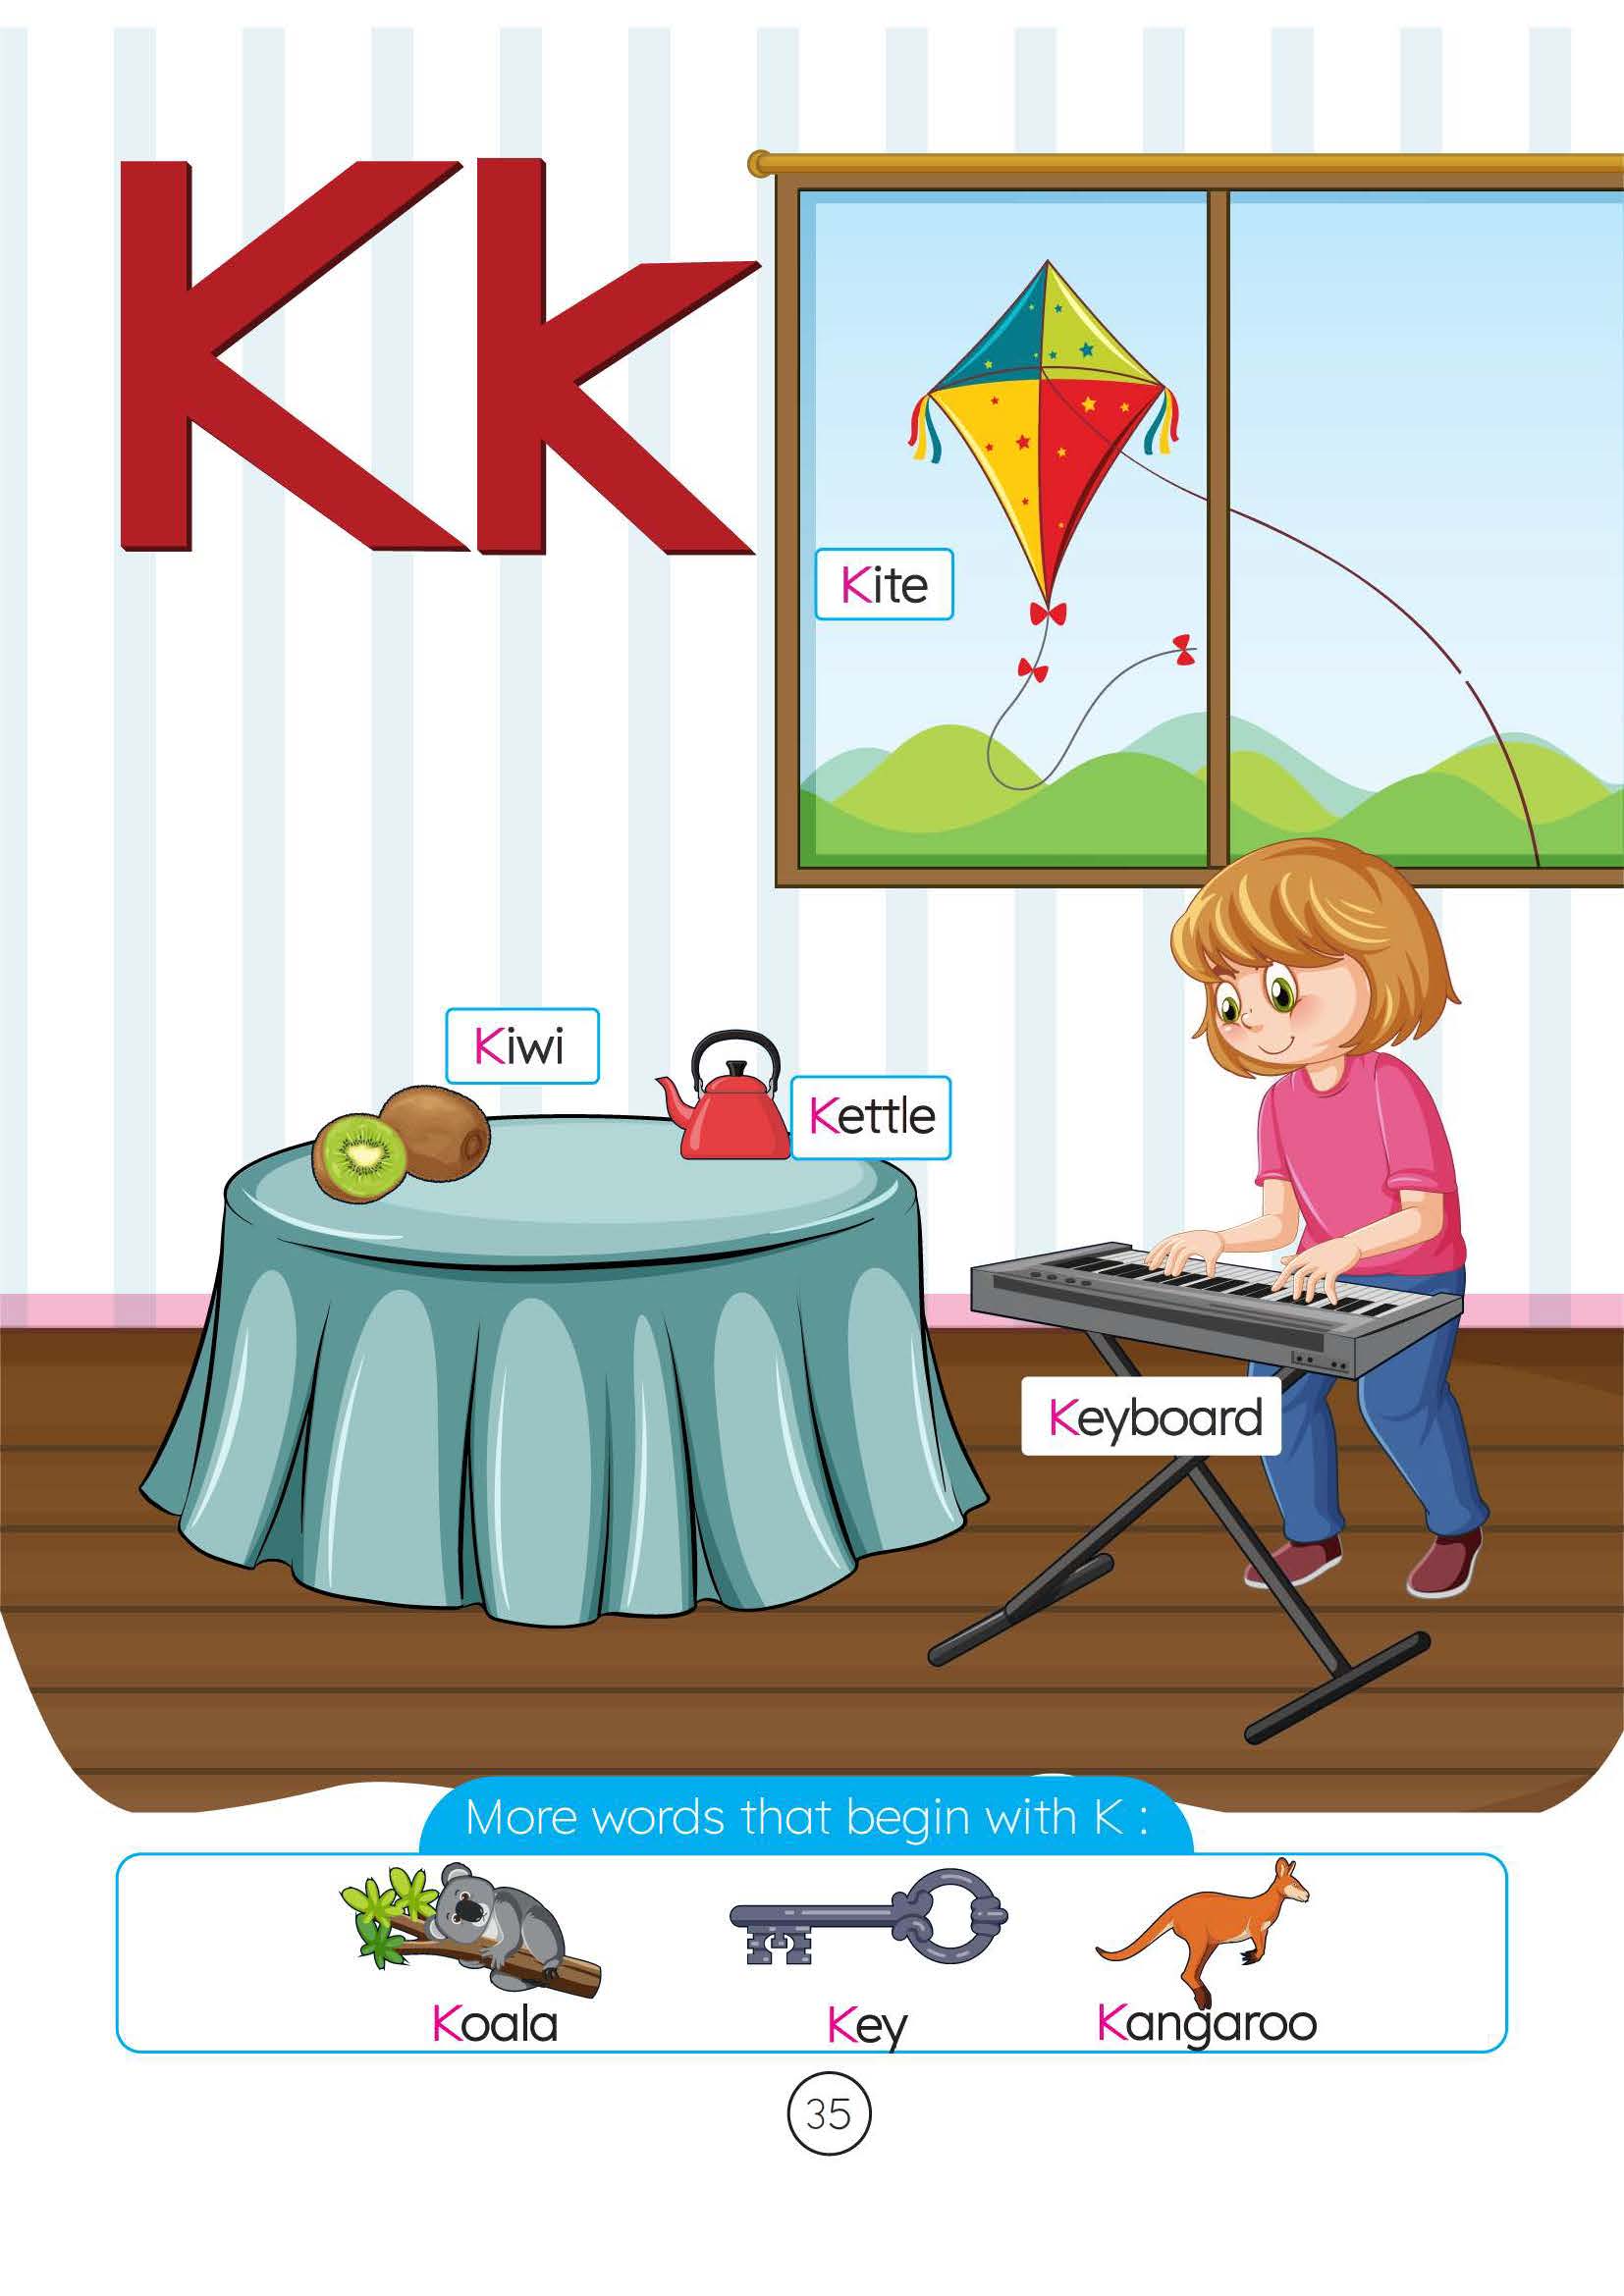 Kk
Kite
Kiwi
Kettle
Keyboard
More words that begin with K :
Koala
Key
Kangaroo
35